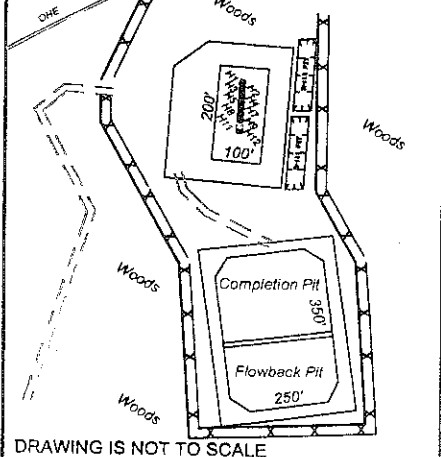 OHE
Woods
200'
100'
Woods
Woods
Completion Pit
350'
Flowback Pit
250'
Woods
DRAWING IS NOT TO SCALE